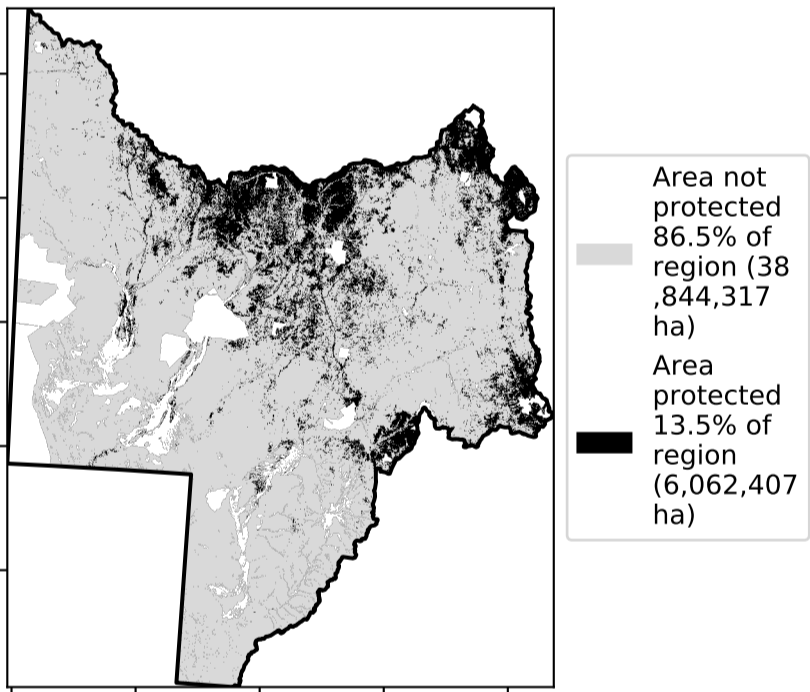 Area not
protected
86.5% of
region (38
,844,317
ha)
Area
protected
13.5% of
region
(6,062,407
ha)